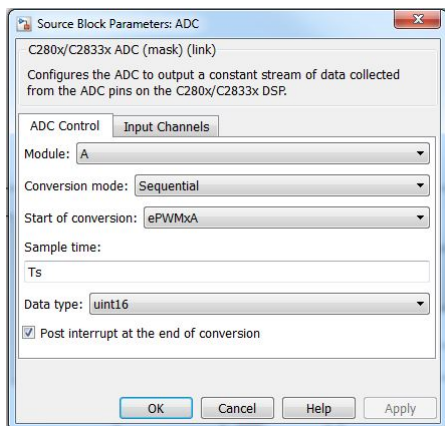 Source Block Parameters: ADC
C280x/C2833x ADC (mask) (link)
Configures the ADC to output a constant stream of data collected
from the ADC pins on the C280x/C2833x DSP.
ADC Control Input Channels
Module: A
Conversion mode: Sequential
Start of conversion: ePWMxA
Sample time:
Ts
Data type: uint16
Post interrupt at the end of conversion
OK Cancel Help Apply